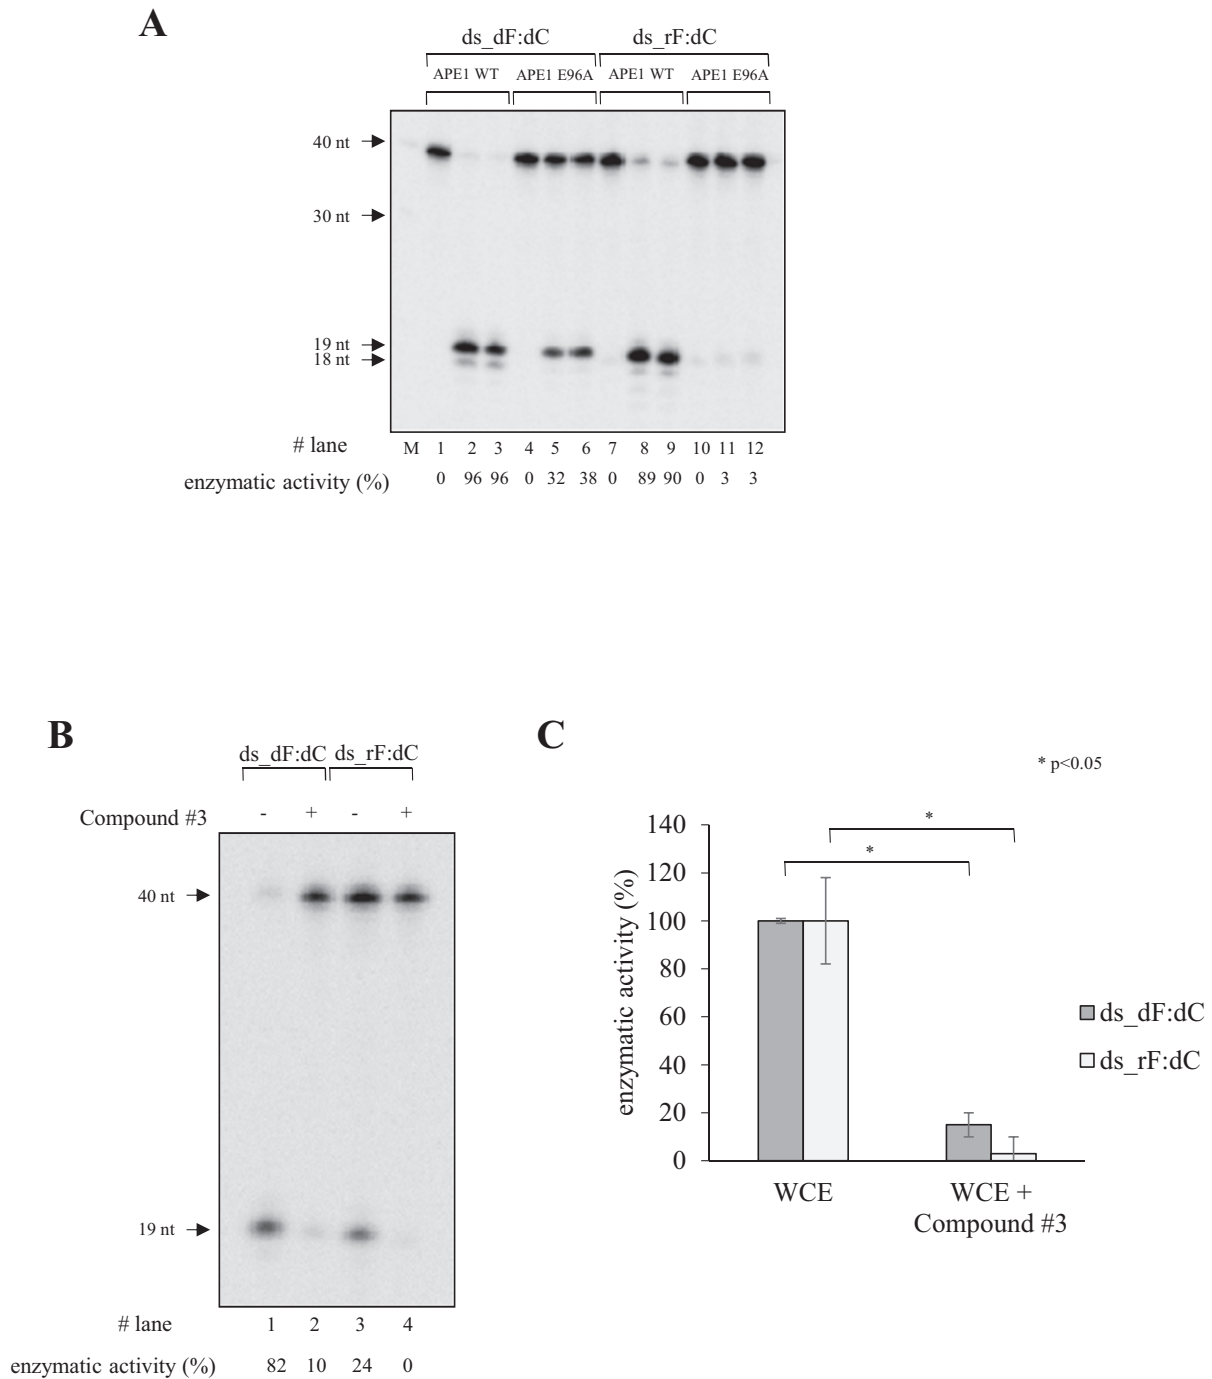 A
ds_dF:dC ds_rF:dC
APE1 WT APE1 E96A APE1 WT APE1 E96A
40 nt
30 nt
19 nt
18 nt
# lane M 1 2 3 4 5 6 7 8 9 10 11 12
enzymatic activity (%) 0 96 96 0 32 38 0 89 90 0 3 3
B
ds_dF:dC ds_rF:dC
Compound #3 - + - +
40 nt
19 nt
# lane 1 2 3 4
enzymatic activity (%) 82 10 24 0
C
* p<0.05
enzymatic activity (%)
140
120
100
80
60
40
20
0
*
*
WCE
WCE +
Compound #3
ds_dF:dC
ds_rF:dC